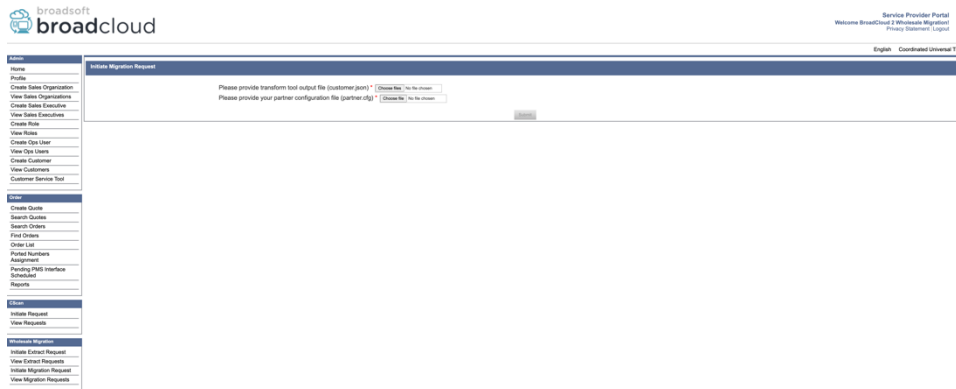 broadsoft
broadcloud
Service Provider Portal
Welcome BroadCloud 2 Wholesale Migration!
Privacy Statement | Logout
English Coordinated Universal T
Admin
Home
Profile
Create Sales Organization
View Sales Organizations
Create Sales Executive
View Sales Executives
Create Role
View Roles
Create Ops User
View Ops Users
Create Customer
View Customers
Customer Service Tool
Initiate Migration Request
Please provide transform tool output file (customer.json) * Choose files No file chosen
Please provide your partner configuration file (partner.cfg) * Choose file No file chosen
Submit
Order
Create Quote
Search Quotes
Search Orders
Find Orders
Order List
Ported Numbers
Assignment
Pending PMS Interface
Scheduled
Reports
CScan
Initiate Request
View Requests
Wholesale Migration
Initiate Extract Request
View Extract Requests
Initiate Migration Request
View Migration Requests